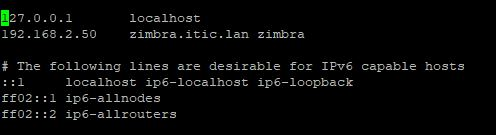 127.0.0.1       localhost
192.168.2.50    zimbra.itic.lan zimbra

# The following lines are desirable for IPv6 capable hosts
::1     localhost ip6-localhost ip6-loopback
ff02::1 ip6-allnodes
ff02::2 ip6-allrouters